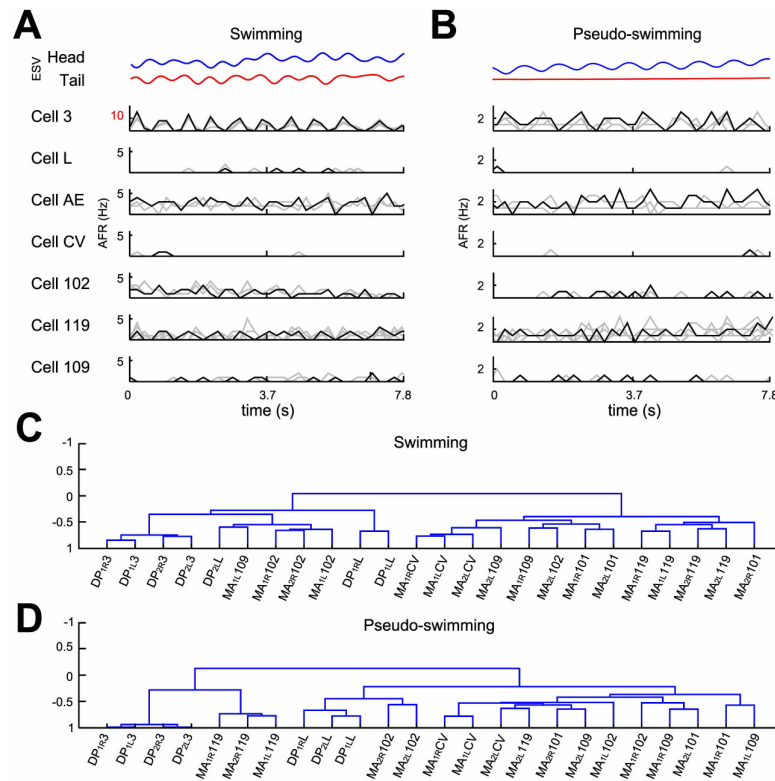 A
Swimming
B
Pseudo-swimming
ESV
Head
Tail
Cell 3
10
2
Cell L
5
2
Cell AE
5
2
AFR (Hz)
AFR (Hz)
Cell CV
5
2
Cell 102
5
2
Cell 119
5
2
Cell 109
5
2
0 3.7 7.8
time (s)
0 3.7 7.8
time (s)
C
Swimming
-1
0.5
0
-0.5
1
DP1R3 DP1L3 DP2R3 DP2L3 DP2LL MA1L109 MA1R102 MA2R102 MA1L102 DP1RL DP1LL MA1RCV MA1LCV MA2LCV MA2L109 MA1R109 MA2L102 MA1R101 MA2L101 MA1R119 MA1L119 MA2R119 MA2L119 MA2R101
D
Pseudo-swimming
-1
0.5
0
-0.5
1
DP1R3 DP1L3 DP2R3 DP2L3 MA1R119 MA2R119 MA1L119 DP1RL DP2LL DP1LL MA2R102 MA2L102 MA1RCV MA1LCV MA2LCV MA2L119 MA2R101 MA2L109 MA1L102 MA1R102 MA1R109 MA2L101 MA1R101 MA1L109